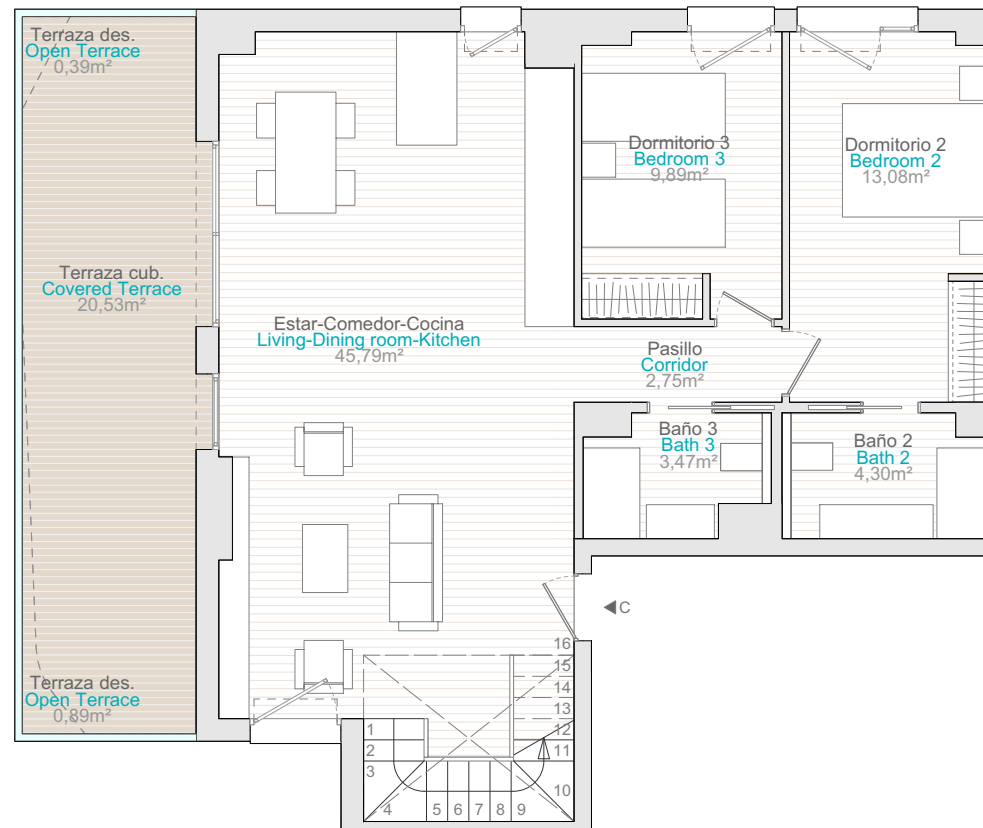 Terraza des.
Open Terrace
0,39m²
Dormitorio 3
Bedroom 3
9,89m²
Dormitorio 2
Bedroom 2
13,08m²
Terraza cub.
Covered Terrace
20,53m²
Estar-Comedor-Cocina
Living-Dining room-Kitchen
45,79m²
Pasillo
Corridor
2,75m²
Baño 3
Bath 3
3,47m²
Baño 2
Bath 2
4,30m²
C
Terraza des.
Open Terrace
0,89m²
16
15
14
13
12
11
10
1
2
3
4
5
6
7
8
9